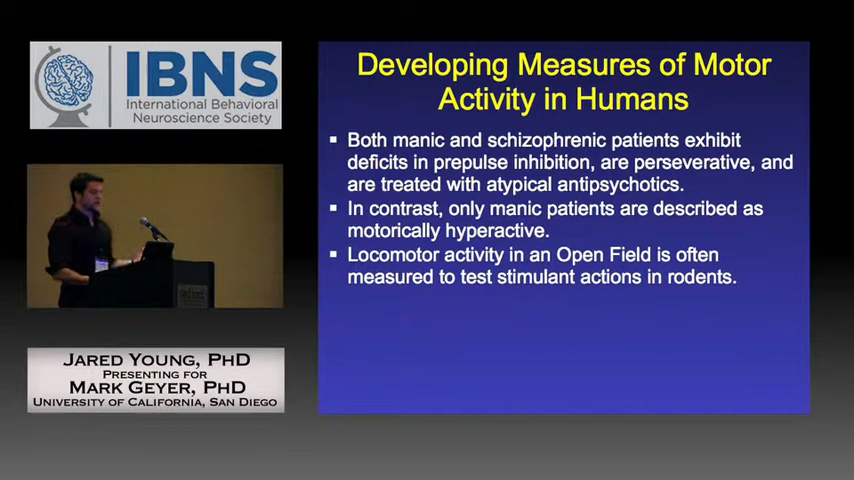 IBNS
International Behavioral
Neuroscience Society
Developing Measures of Motor
Activity in Humans
▪ Both manic and schizophrenic patients exhibit
deficits in prepulse inhibition, are perseverative, and
are treated with atypical antipsychotics.
▪ In contrast, only manic patients are described as
motorically hyperactive.
▪ Locomotor activity in an Open Field is often
measured to test stimulant actions in rodents.
Jared Young, PhD
Presenting for
Mark Geyer, PhD
University of California, San Diego